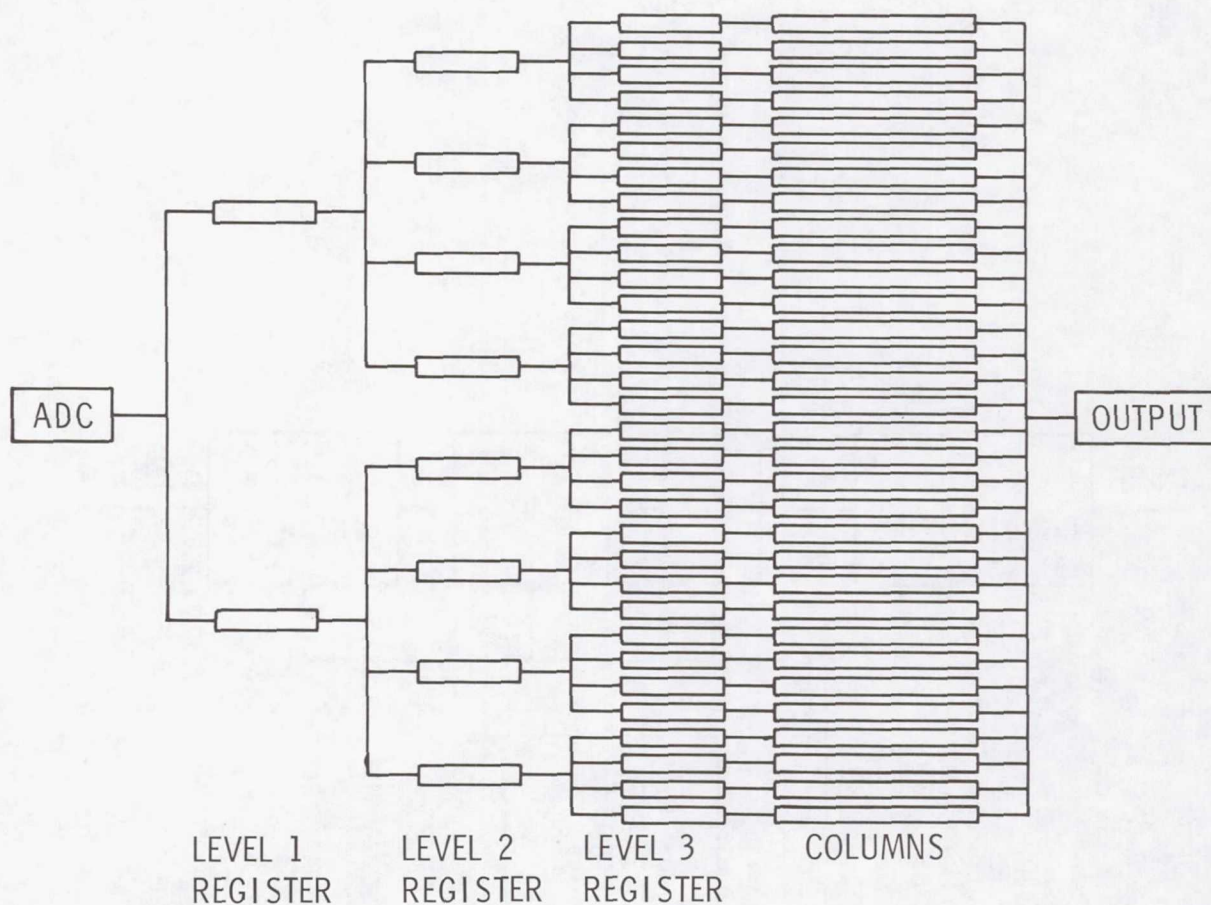 ADC
OUTPUT
LEVEL 1
REGISTER
LEVEL 2
REGISTER
LEVEL 3
REGISTER
COLUMNS